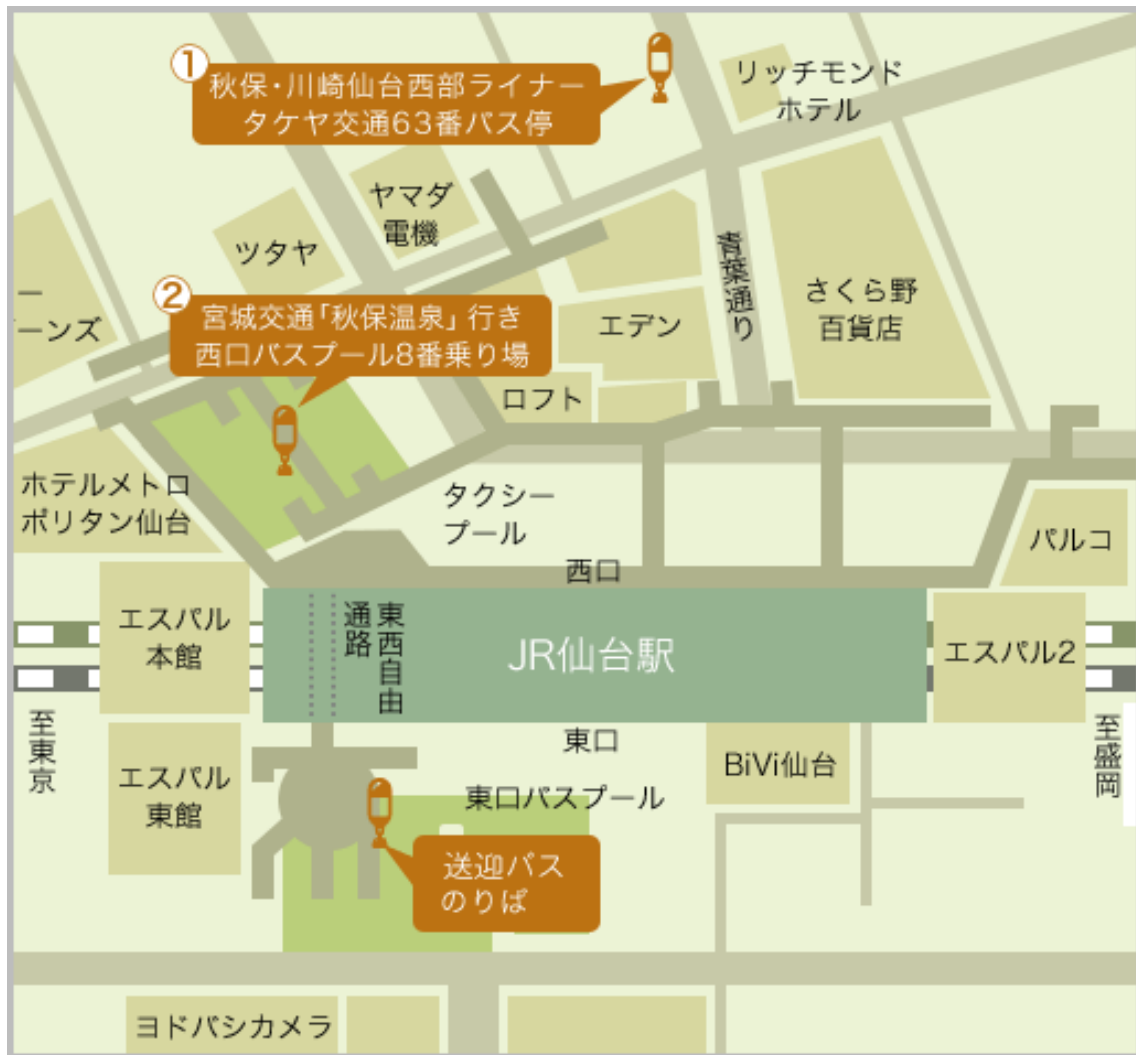 ①
秋保・川崎仙台西部ライナー
タケヤ交通63番バス停
リッチモンド
ホテル
ヤマダ
電機
ツタヤ
青葉通り
さくら野
百貨店
②
宮城交通「秋保温泉」行き
西口バスプール8番乗り場
エデン
ロフト
ホテルメトロ
ポリタン仙台
タクシー
プール
パルコ
西口
エスパル
本館
東西自由
通路
JR仙台駅
エスパル2
至東京
東口
至盛岡
エスパル
東館
BiVi仙台
東口バスプール
送迎バス
のりば
ヨドバシカメラ